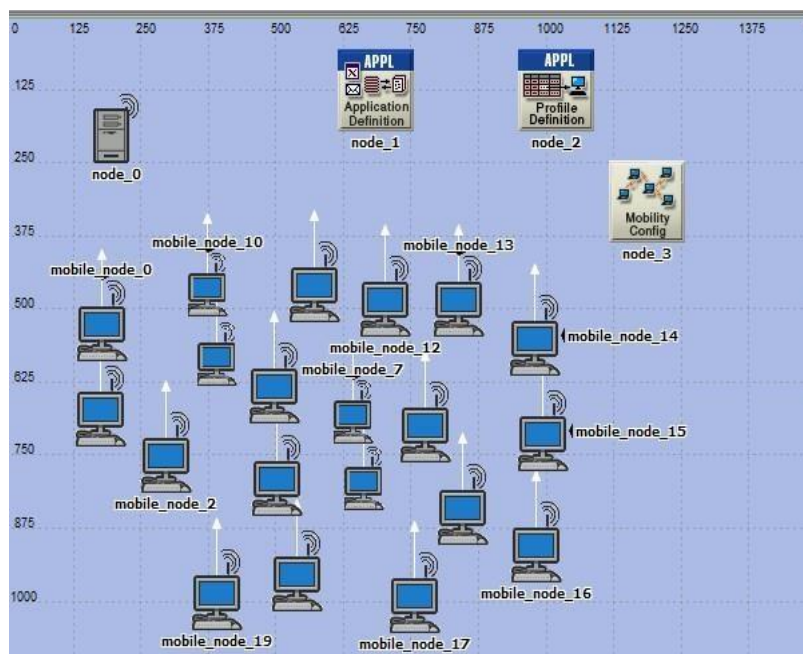 0 125 250 375 500 625 750 875 1000 1125 1250 1375
APPL
Application
Definition
node_1
APPL
Profiile
Definition
node_2
125
node_0
250
Mobility
Config
node_3
375
mobile_node_10
mobile_node_13
mobile_node_0
500
mobile_node_14
mobile_node_12
mobile_node_7
625
mobile_node_15
750
mobile_node_2
875
mobile_node_16
1000
mobile_node_19
mobile_node_17